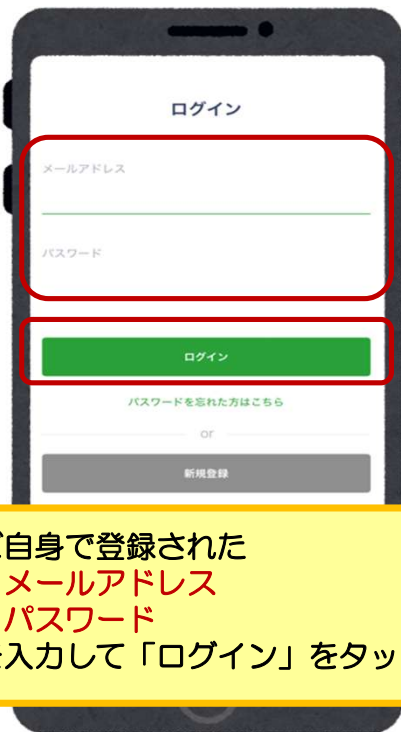 ログイン
メールアドレス
パスワード
ログイン
パスワードを忘れた方はこちら
or
新規登録
ご自身で登録された
メールアドレス
パスワード
を入力して「ログイン」をタッ